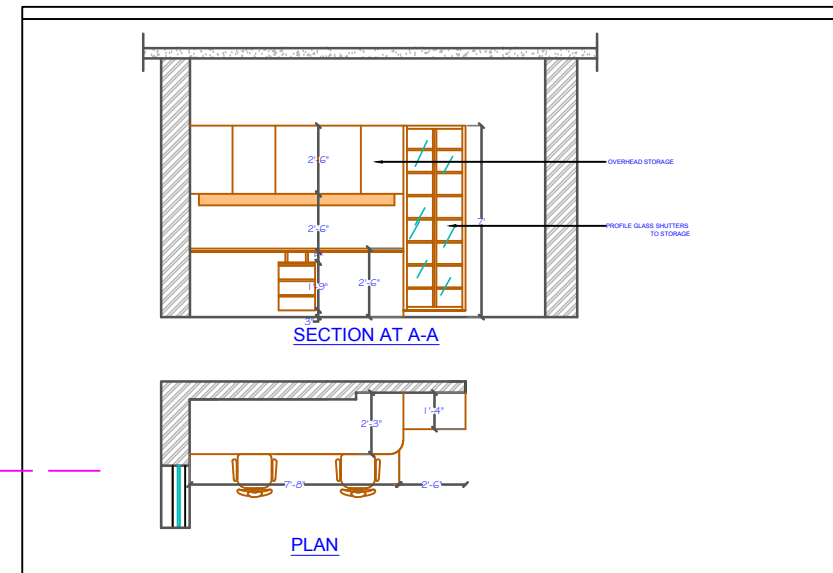 2'-6"
OVERHEAD STORAGE
2'-6"
7'
PROFILE GLASS SHUTTERS
TO STORAGE
5"
1'-9"
2'-6"
3"
SECTION AT A-A
1'-4"
2'-3"
7'-8"
2'-6"
PLAN